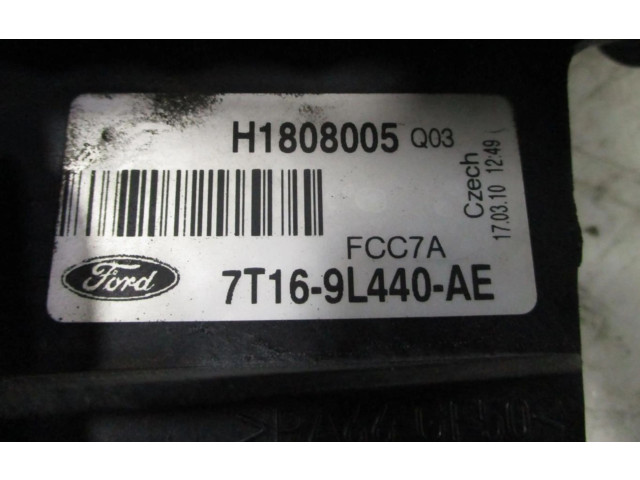 H1808005 Q03
Czech
17.03.10 12:49
FCC7A
Ford
7T16-9L440-AE